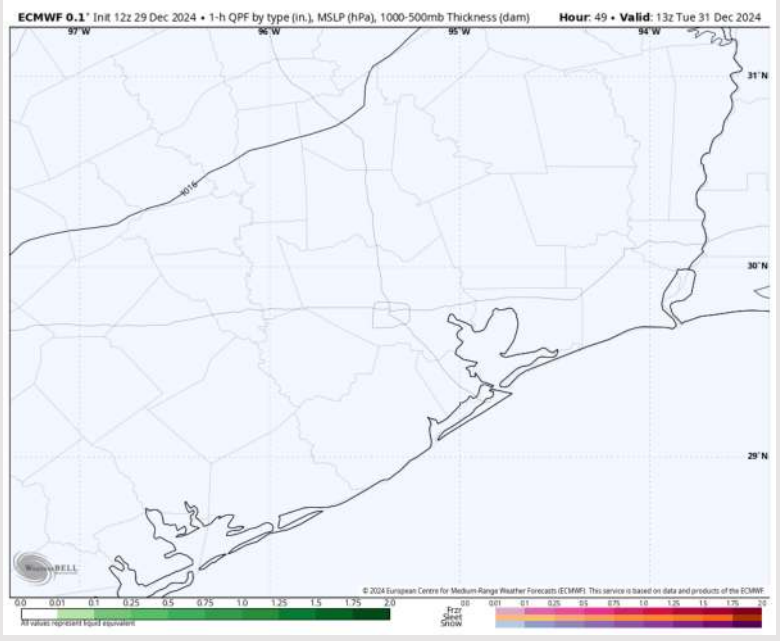 ECMWF 0.1° Init 12z 29 Dec 2024 • 1-h QPF by type (in.), MSLP (hPa), 1000-500mb Thickness (dam) Hour: 49 • Valid: 13z Tue 31 Dec 2024
97°W 96°W 95°W 94°W
31°N
1016
30°N
29°N
WeatherBELL
© 2024 European Centre for Medium-Range Weather Forecasts (ECMWF). This service is based on data and products of the ECMWF.
0.0 0.01 0.1 0.25 0.5 0.75 1.0 1.25 1.5 1.75 2.0
All values represent liquid equivalent
0.0 0.01 0.1 0.25 0.5 0.75 1.0 1.25 1.5 1.75 2.0
Frzr
Sleet
Snow